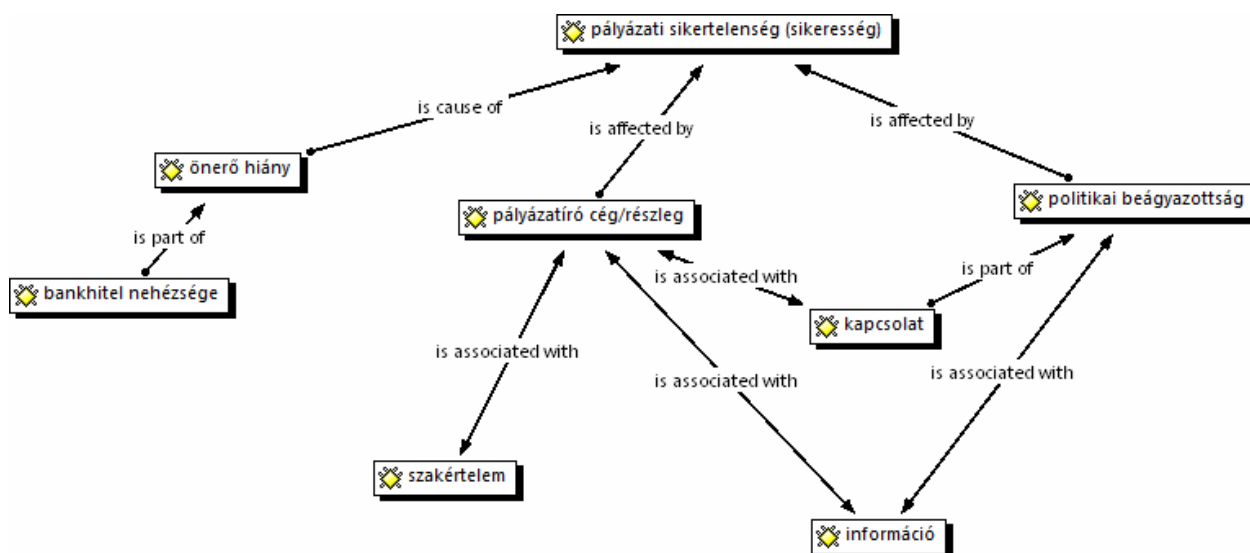 pályázati sikertelenség (sikeresség)
is cause of
is affected by
is affected by
önerő hiány
politikai beágyazottság
pályázatíró cég/részleg
is part of
is associated with
is part of
bankhitel nehézsége
kapcsolat
is associated with
is associated with
is associated with
szakértelem
információ